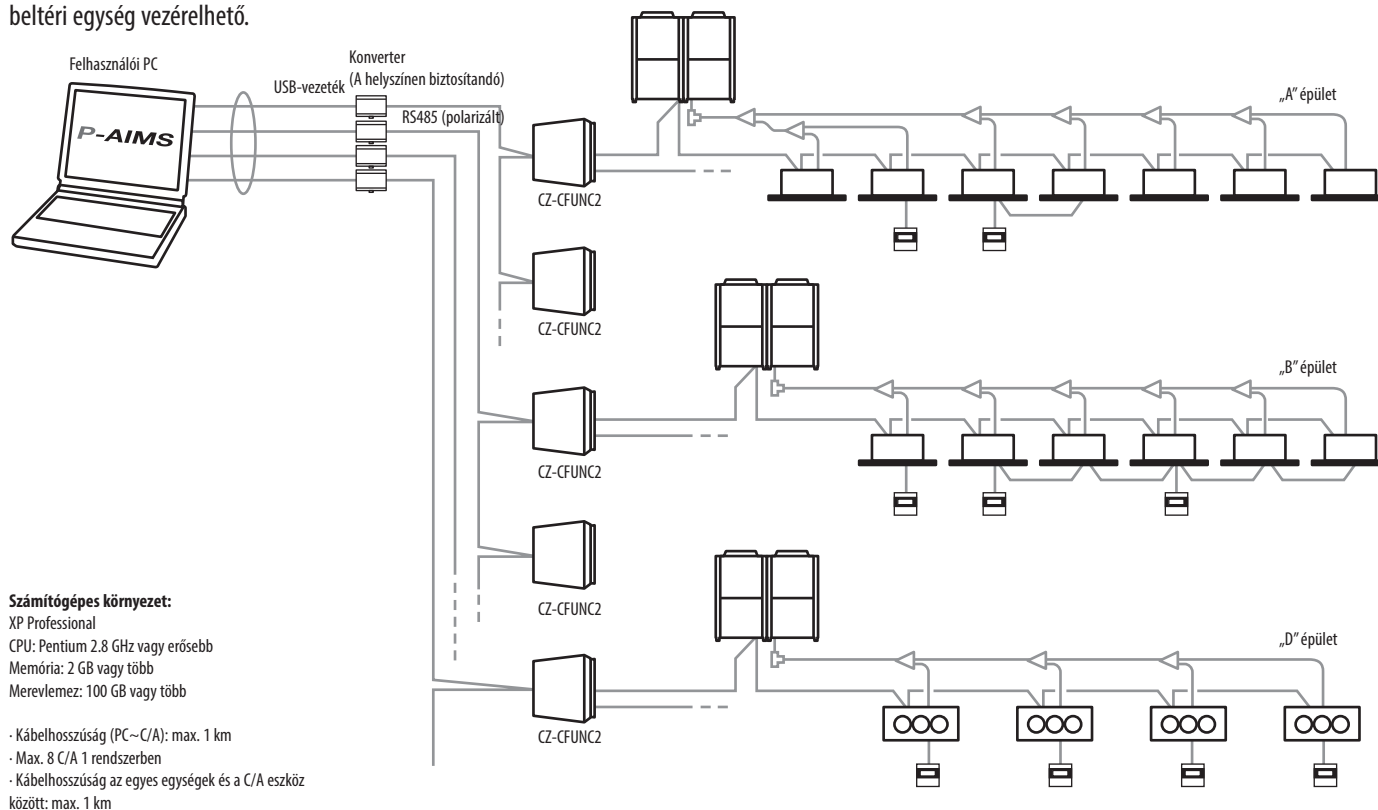 beltéri egység vezérelhető.
Felhasználói PC
P-AIMS
USB-vezeték
Konverter
(A helyszínen biztosítandó)
RS485 (polarizált)
CZ-CFUNC2
„A” épület
CZ-CFUNC2
CZ-CFUNC2
„B” épület
CZ-CFUNC2
CZ-CFUNC2
„D” épület
Számítógépes környezet:
XP Professional
CPU: Pentium 2.8 GHz vagy erősebb
Memória: 2 GB vagy több
Merevlemez: 100 GB vagy több
· Kábelhosszúság (PC~C/A): max. 1 km
· Max. 8 C/A 1 rendszerben
· Kábelhosszúság az egyes egységek és a C/A eszköz
között: max. 1 km